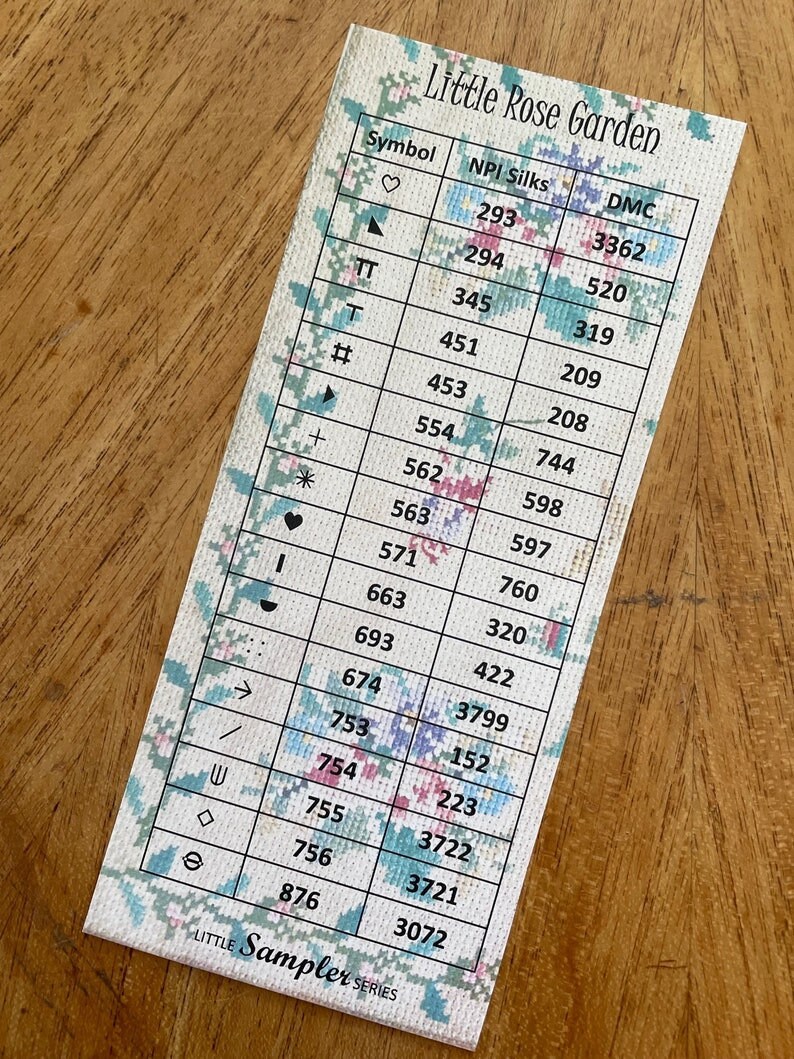 Little Rose Garden
Symbol NPI Silks DMC
♡ 293 3362
◣ 294 520
TT 345 319
T 451 209
# 453 208
◗ 554 744
+ 562 598
✳ 563 597
♥ 571 760
I 663 320
◗ 693 422
:: 674 3799
→ 753 152
/ 754 223
⋓ 755 3722
◇ 756 3721
⊖ 876 3072
LITTLE Sampler SERIES